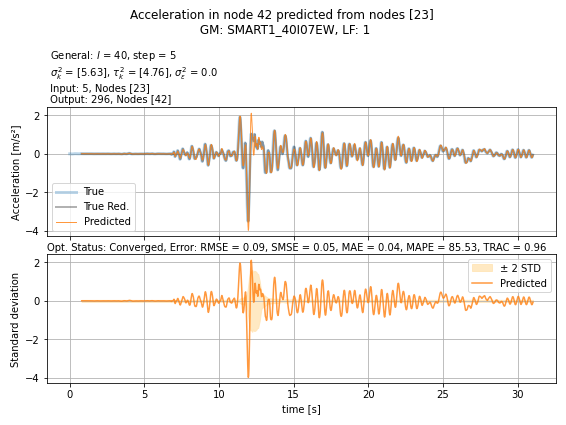 Acceleration in node 42 predicted from nodes [23]
GM: SMART1_40I07EW, LF: 1
General: l = 40, step = 5
σ²ₖ = [5.63], τ²ₖ = [4.76], σ²ε = 0.0
Input: 5, Nodes [23]
Output: 296, Nodes [42]
Acceleration [m/s²]
2
0
−2
−4
True
True Red.
Predicted
Opt. Status: Converged, Error: RMSE = 0.09, SMSE = 0.05, MAE = 0.04, MAPE = 85.53, TRAC = 0.96
Standard deviation
2
0
−2
−4
± 2 STD
Predicted
0 5 10 15 20 25 30
time [s]